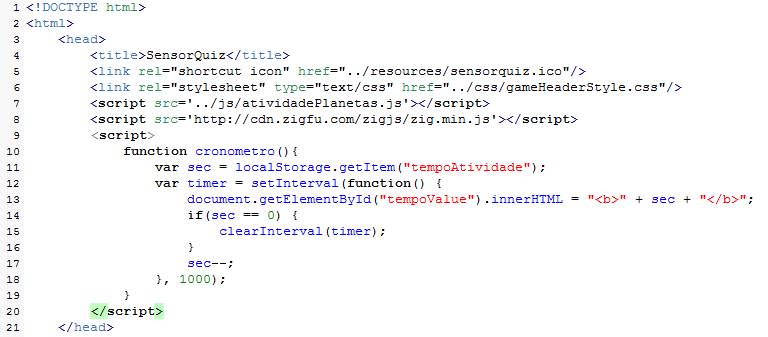 1 <!DOCTYPE html>
2 <html>
3     <head>
4         <title>SensorQuiz</title>
5         <link rel="shortcut icon" href="../resources/sensorquiz.ico"/>
6         <link rel="stylesheet" type="text/css" href="../css/gameHeaderStyle.css"/>
7         <script src='../js/atividadePlanetas.js'></script>
8         <script src='http://cdn.zigfu.com/zigjs/zig.min.js'></script>
9         <script>
10             function cronometro(){
11                 var sec = localStorage.getItem("tempoAtividade");
12                 var timer = setInterval(function() {
13                     document.getElementById("tempoValue").innerHTML = "<b>" + sec + "</b>";
14                     if(sec == 0) {
15                         clearInterval(timer);
16                     }
17                     sec--;
18                 }, 1000);
19             }
20         </script>
21     </head>